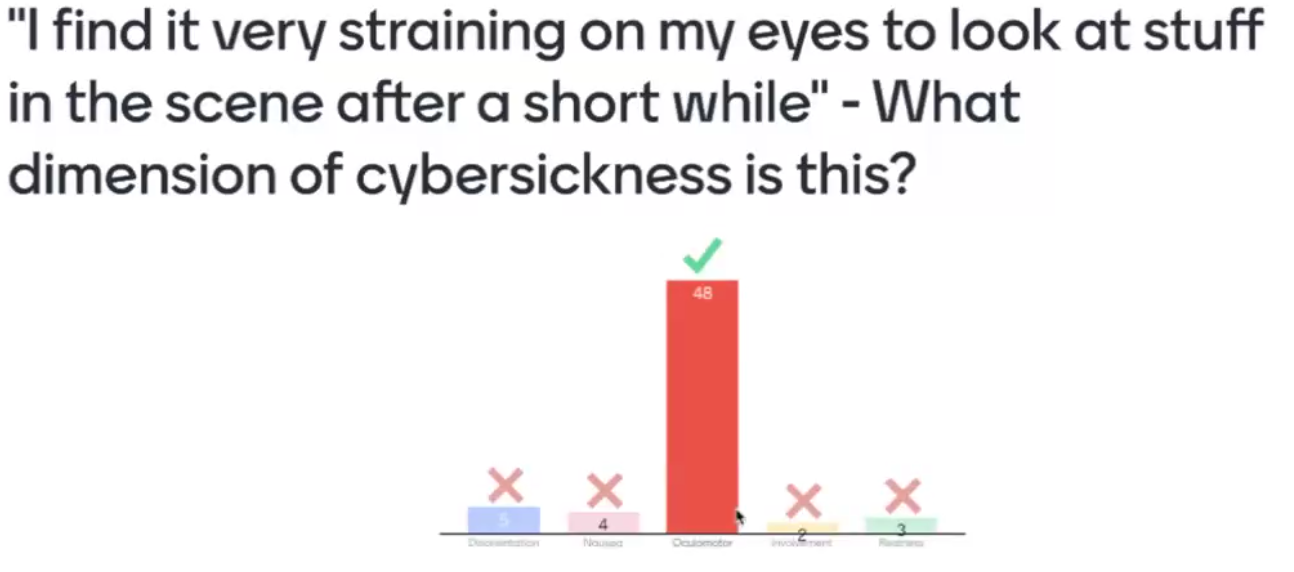 "I find it very straining on my eyes to look at stuff
in the scene after a short while" - What
dimension of cybersickness is this?
48
5
4
2
3
Disorientation
Nausea
Oculomotor
Involvement
Realness